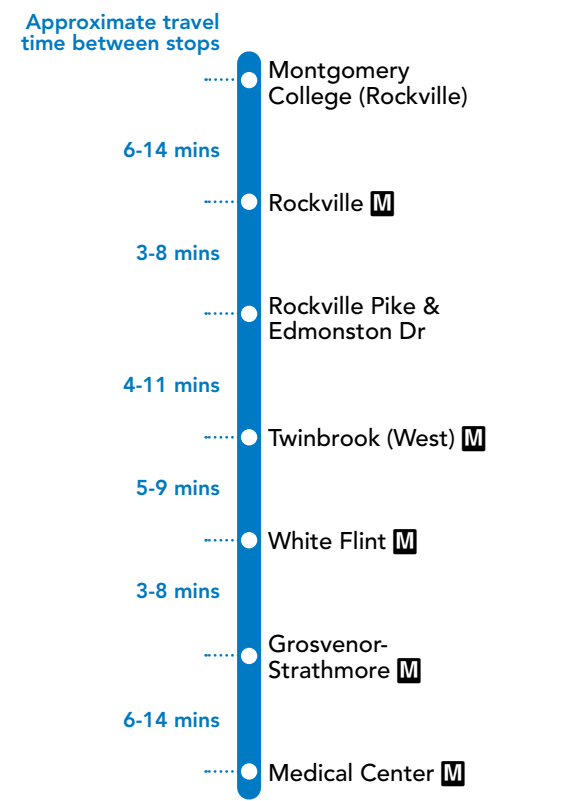 Approximate travel
time between stops
Montgomery
College (Rockville)
6-14 mins
Rockville M
3-8 mins
Rockville Pike &
Edmonston Dr
4-11 mins
Twinbrook (West) M
5-9 mins
White Flint M
3-8 mins
Grosvenor-
Strathmore M
6-14 mins
Medical Center M